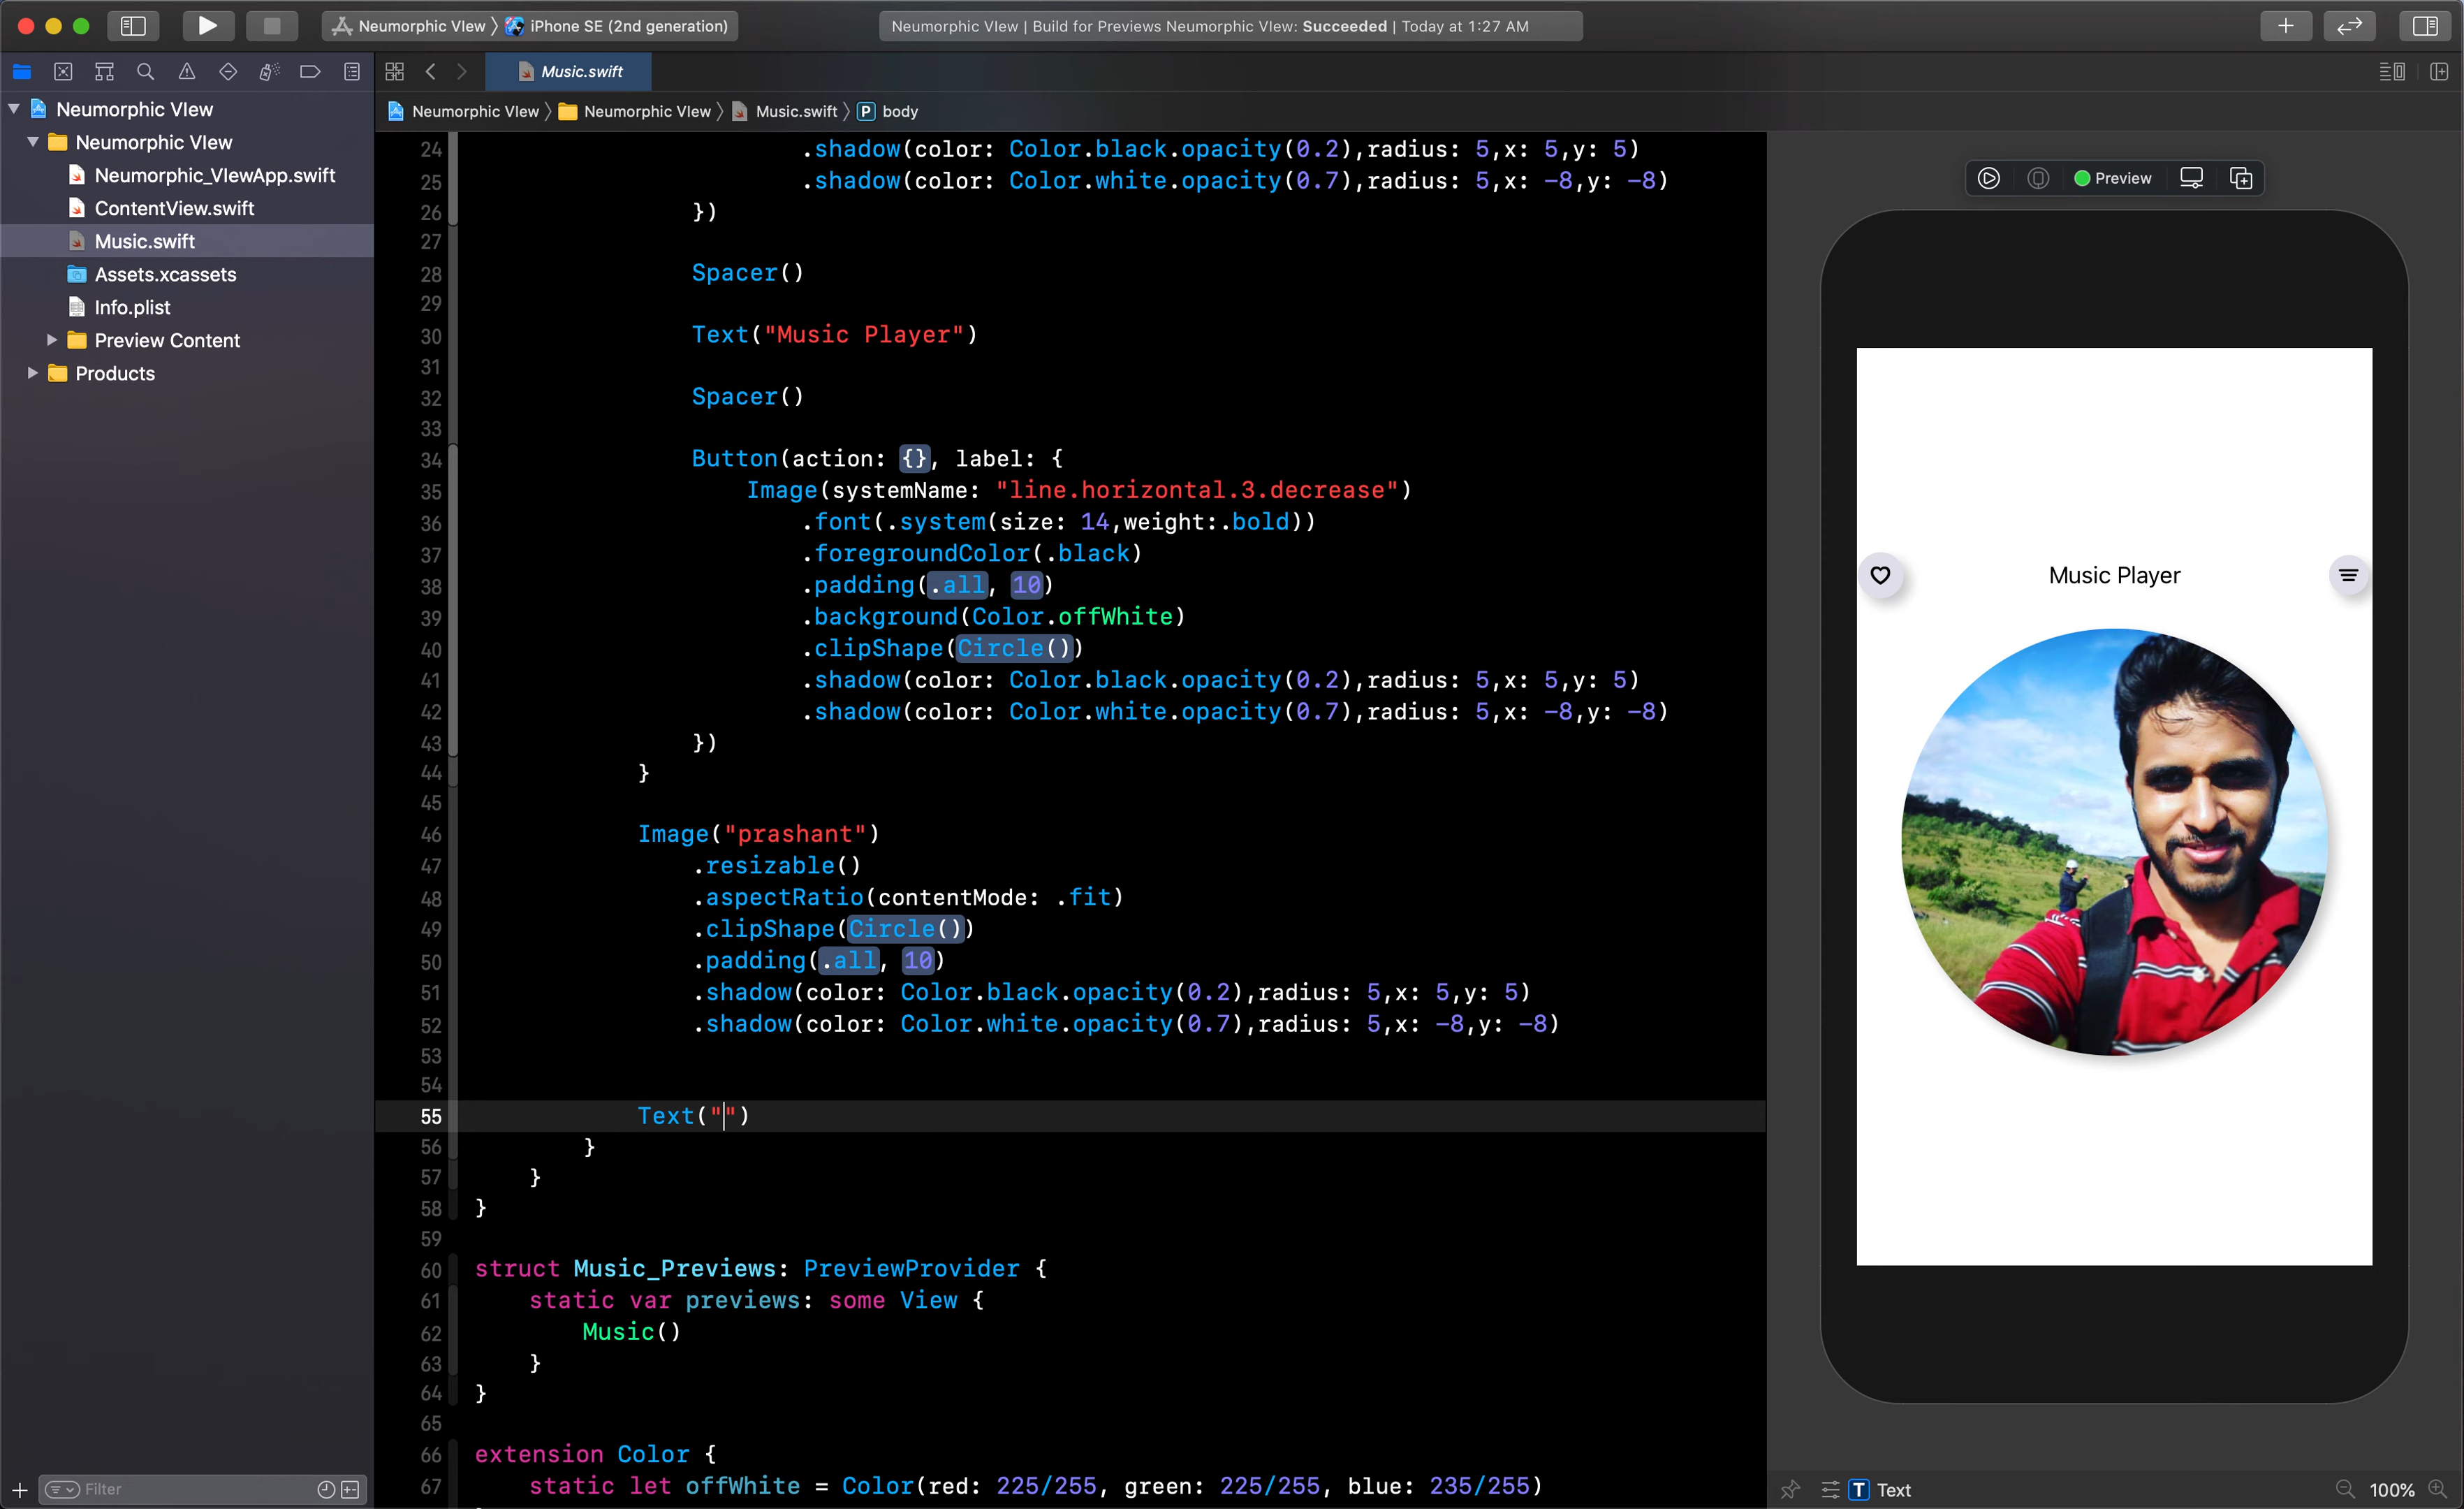 Neumorphic VIew 〉 iPhone SE (2nd generation)
Neumorphic VIew | Build for Previews Neumorphic VIew: Succeeded | Today at 1:27 AM
Music.swift
Neumorphic VIew
Neumorphic VIew
Neumorphic_VIewApp.swift
ContentView.swift
Music.swift
Assets.xcassets
Info.plist
Preview Content
Products
Filter
Neumorphic VIew 〉 Neumorphic VIew 〉 Music.swift 〉 P body
24 .shadow(color: Color.black.opacity(0.2),radius: 5,x: 5,y: 5)
25 .shadow(color: Color.white.opacity(0.7),radius: 5,x: -8,y: -8)
26 })
27
28 Spacer()
29
30 Text("Music Player")
31
32 Spacer()
33
34 Button(action: {}, label: {
35 Image(systemName: "line.horizontal.3.decrease")
36 .font(.system(size: 14,weight:.bold))
37 .foregroundColor(.black)
38 .padding(.all, 10)
39 .background(Color.offWhite)
40 .clipShape(Circle())
41 .shadow(color: Color.black.opacity(0.2),radius: 5,x: 5,y: 5)
42 .shadow(color: Color.white.opacity(0.7),radius: 5,x: -8,y: -8)
43 })
44 }
45
46 Image("prashant")
47 .resizable()
48 .aspectRatio(contentMode: .fit)
49 .clipShape(Circle())
50 .padding(.all, 10)
51 .shadow(color: Color.black.opacity(0.2),radius: 5,x: 5,y: 5)
52 .shadow(color: Color.white.opacity(0.7),radius: 5,x: -8,y: -8)
53
54
55 Text("")
56 }
57 }
58 }
59
60 struct Music_Previews: PreviewProvider {
61 static var previews: some View {
62 Music()
63 }
64 }
65
66 extension Color {
67 static let offWhite = Color(red: 225/255, green: 225/255, blue: 235/255)
Preview
Music Player
T Text
100%